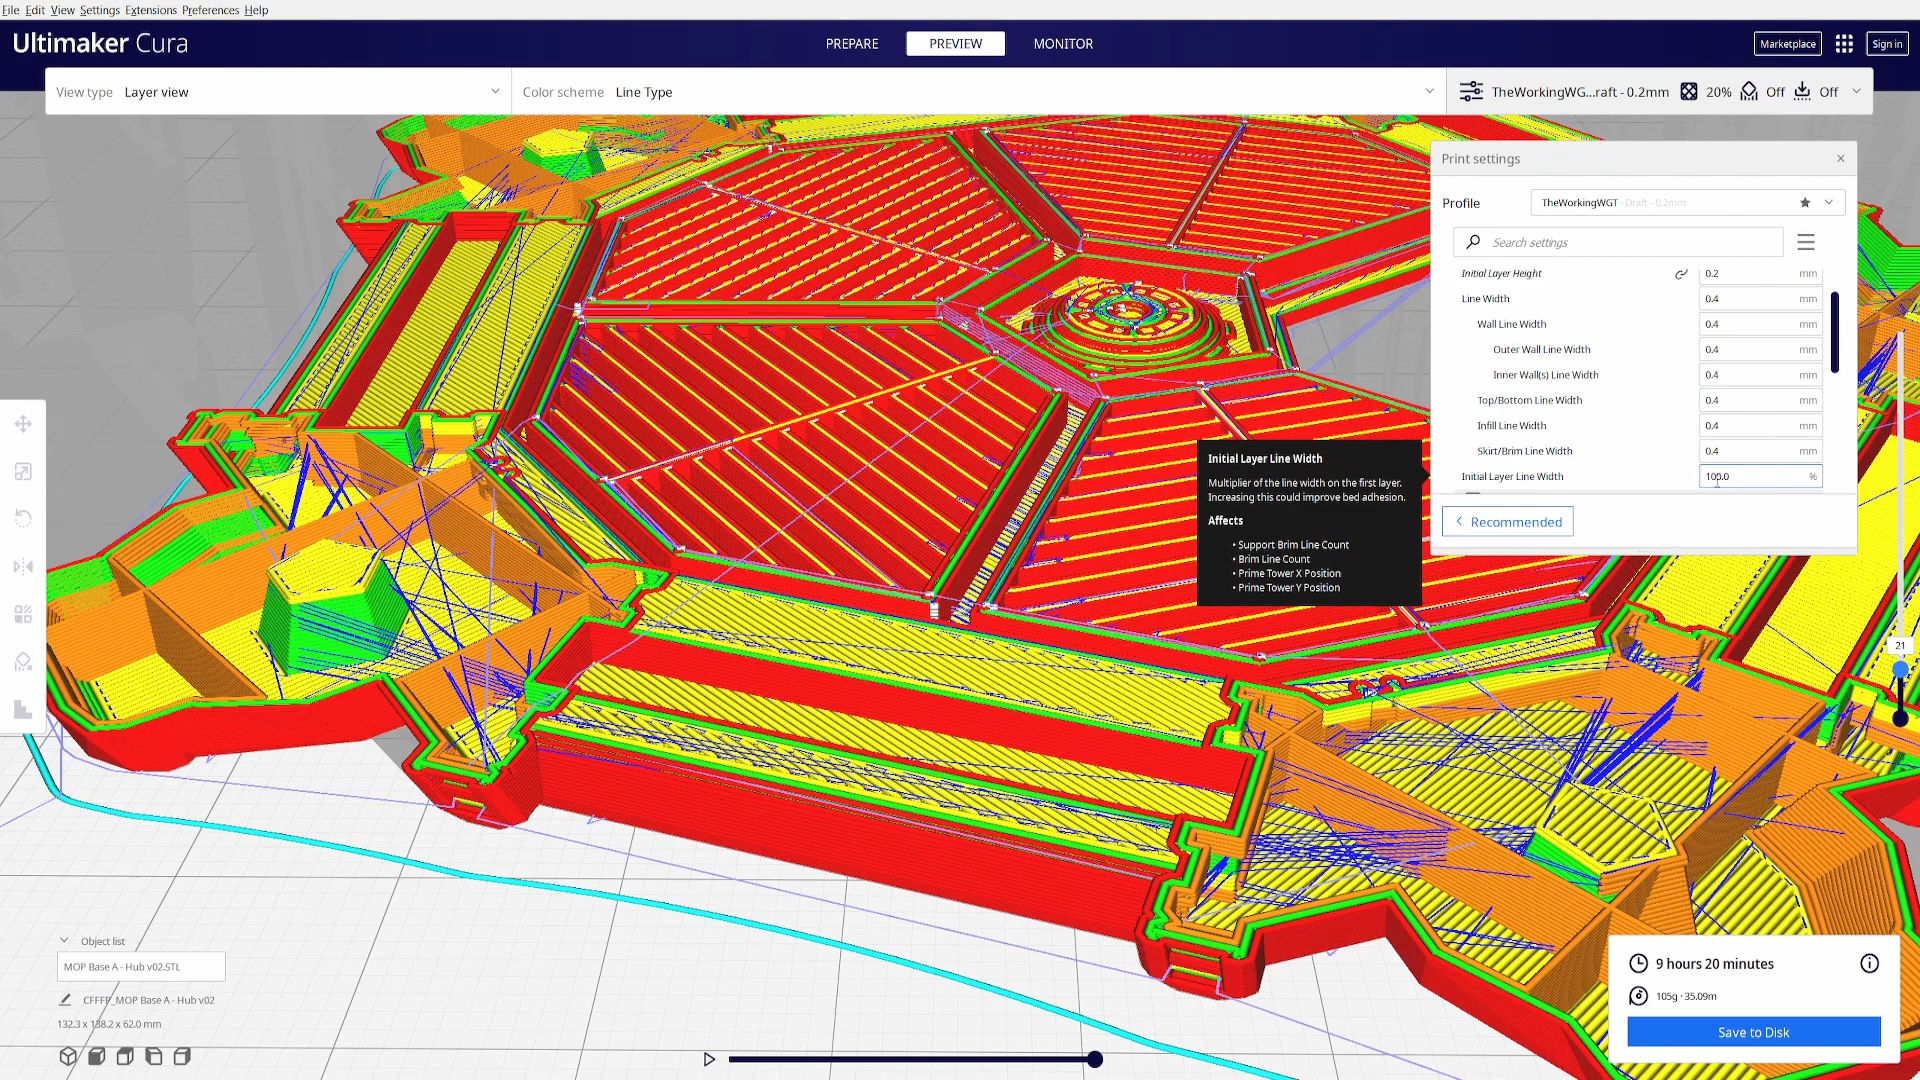 File Edit View Settings Extensions Preferences Help
Ultimaker Cura
PREPARE PREVIEW MONITOR
Marketplace Sign in
View type Layer view
Color scheme Line Type
TheWorkingWG...raft - 0.2mm 20% Off Off
Print settings
Profile TheWorkingWGT - Draft - 0.2mm
Search settings
Initial Layer Height 0.2 mm
Line Width 0.4 mm
Wall Line Width 0.4 mm
Outer Wall Line Width 0.4 mm
Inner Wall(s) Line Width 0.4 mm
Top/Bottom Line Width 0.4 mm
Infill Line Width 0.4 mm
Skirt/Brim Line Width 0.4 mm
Initial Layer Line Width 100.0 %
Recommended
Initial Layer Line Width
Multiplier of the line width on the first layer.
Increasing this could improve bed adhesion.
Affects
• Support Brim Line Count
• Brim Line Count
• Prime Tower X Position
• Prime Tower Y Position
21
Object list
MOP Base A - Hub v02.STL
CFFFP_MOP Base A - Hub v02
132.3 x 138.2 x 62.0 mm
9 hours 20 minutes
105g · 35.09m
Save to Disk